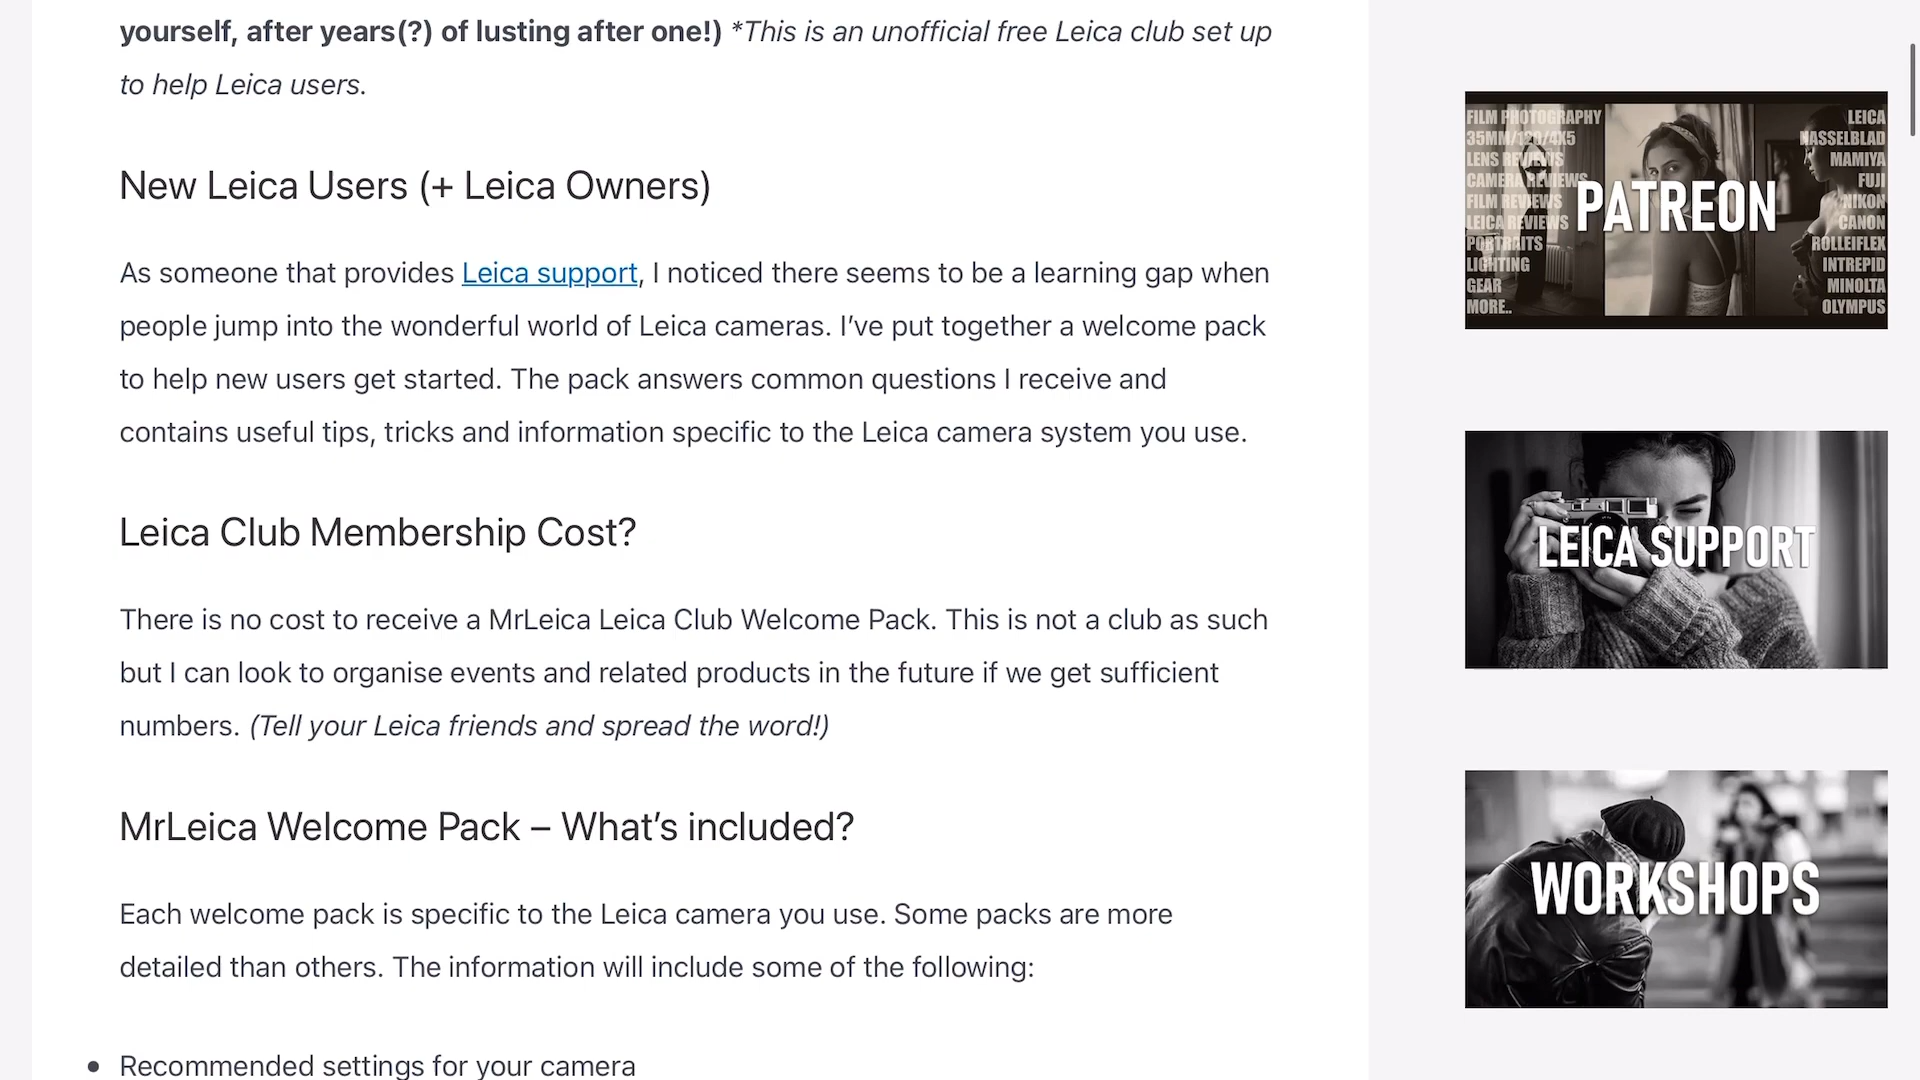 yourself, after years(?) of lusting after one!) *This is an unofficial free Leica club set up
to help Leica users.
New Leica Users (+ Leica Owners)
As someone that provides Leica support, I noticed there seems to be a learning gap when
people jump into the wonderful world of Leica cameras. I’ve put together a welcome pack
to help new users get started. The pack answers common questions I receive and
contains useful tips, tricks and information specific to the Leica camera system you use.
Leica Club Membership Cost?
There is no cost to receive a MrLeica Leica Club Welcome Pack. This is not a club as such
but I can look to organise events and related products in the future if we get sufficient
numbers. (Tell your Leica friends and spread the word!)
MrLeica Welcome Pack – What’s included?
Each welcome pack is specific to the Leica camera you use. Some packs are more
detailed than others. The information will include some of the following:
• Recommended settings for your camera
FILM PHOTOGRAPHY
35MM/120/4X5
LENS REVIEWS
CAMERA REVIEWS
FILM REVIEWS
LEICA REVIEWS
PORTRAITS
LIGHTING
GEAR
MORE..
PATREON
LEICA
HASSELBLAD
MAMIYA
FUJI
NIKON
CANON
ROLLEIFLEX
INTREPID
MINOLTA
OLYMPUS
LEICA SUPPORT
WORKSHOPS